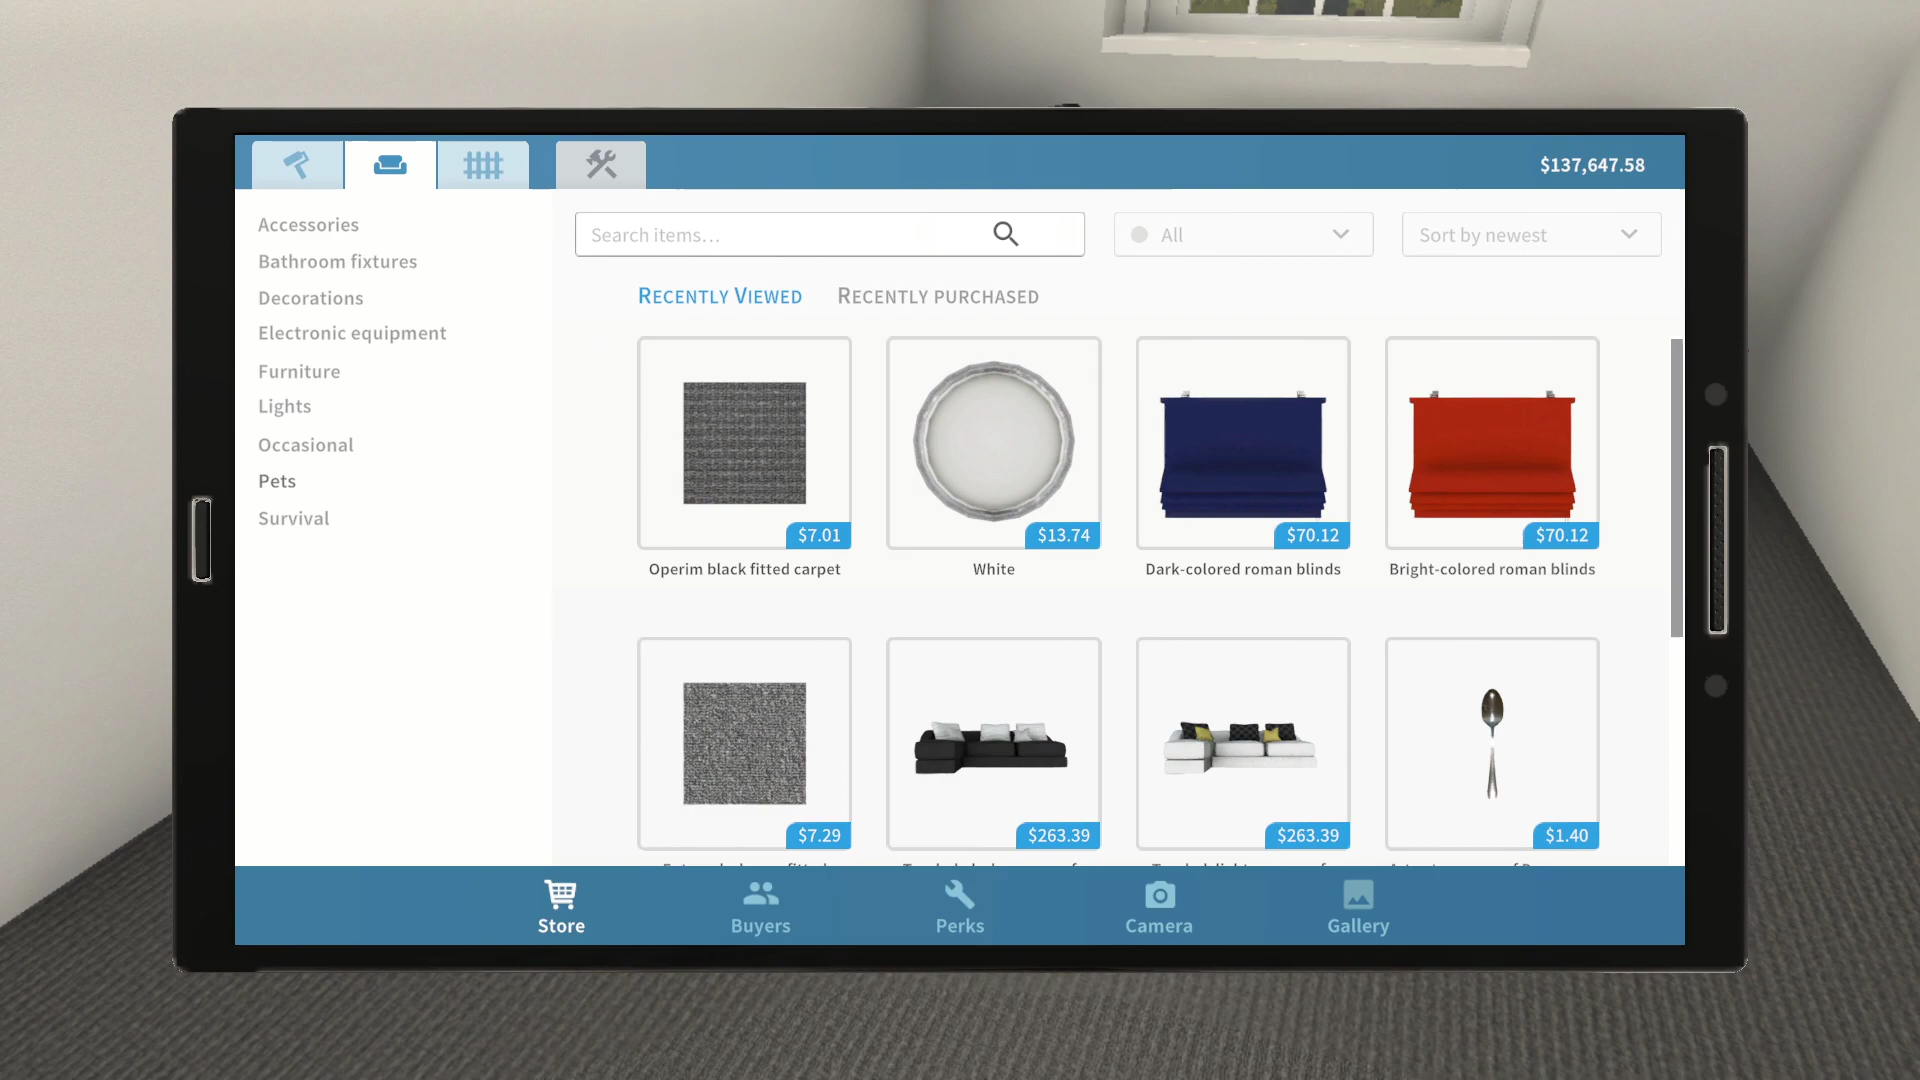 $137,647.58
Accessories
Bathroom fixtures
Decorations
Electronic equipment
Furniture
Lights
Occasional
Pets
Survival
Search items...
All
Sort by newest
RECENTLY VIEWED
RECENTLY PURCHASED
$7.01
$13.74
$70.12
$70.12
Operim black fitted carpet
White
Dark-colored roman blinds
Bright-colored roman blinds
$7.29
$263.39
$263.39
$1.40
Store
Buyers
Perks
Camera
Gallery